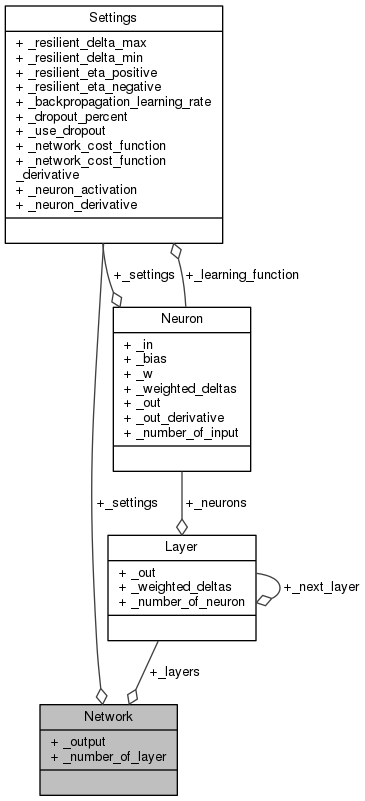 Settings
+ _resilient_delta_max
+ _resilient_delta_min
+ _resilient_eta_positive
+ _resilient_eta_negative
+ _backpropagation_learning_rate
+ _dropout_percent
+ _use_dropout
+ _network_cost_function
+ _network_cost_function
_derivative
+ _neuron_activation
+ _neuron_derivative
+_settings
+_learning_function
Neuron
+ _in
+ _bias
+ _w
+ _weighted_deltas
+ _out
+ _out_derivative
+ _number_of_input
+_settings
+_neurons
Layer
+ _out
+ _weighted_deltas
+ _number_of_neuron
+_next_layer
+_layers
Network
+ _output
+ _number_of_layer